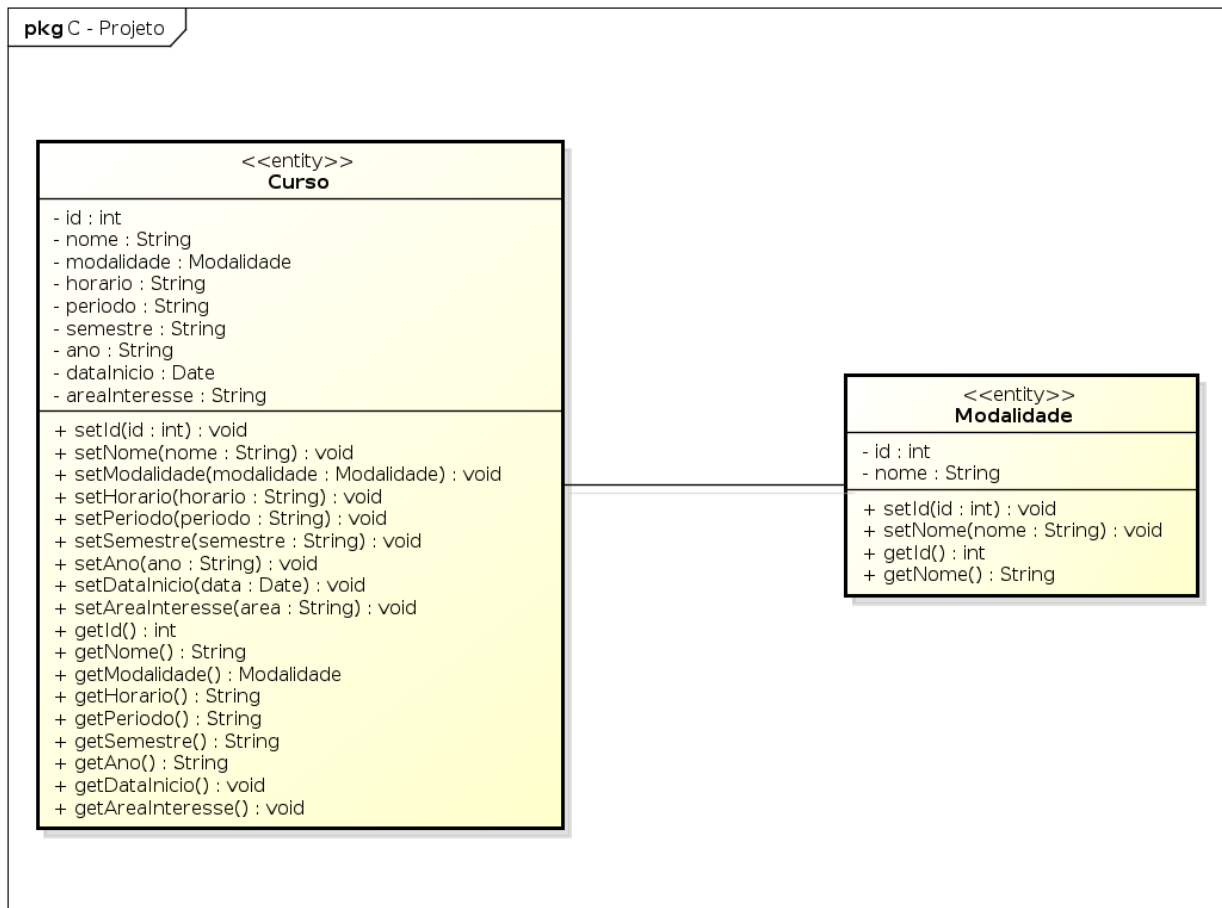 pkg C - Projeto
<<entity>>
Curso
- id : int
- nome : String
- modalidade : Modalidade
- horario : String
- periodo : String
- semestre : String
- ano : String
- dataInicio : Date
- areaInteresse : String
+ setId(id : int) : void
+ setNome(nome : String) : void
+ setModalidade(modalidade : Modalidade) : void
+ setHorario(horario : String) : void
+ setPeriodo(periodo : String) : void
+ setSemestre(semestre : String) : void
+ setAno(ano : String) : void
+ setDataInicio(data : Date) : void
+ setAreaInteresse(area : String) : void
+ getId() : int
+ getNome() : String
+ getModalidade() : Modalidade
+ getHorario() : String
+ getPeriodo() : String
+ getSemestre() : String
+ getAno() : String
+ getDataInicio() : void
+ getAreaInteresse() : void
<<entity>>
Modalidade
- id : int
- nome : String
+ setId(id : int) : void
+ setNome(nome : String) : void
+ getId() : int
+ getNome() : String